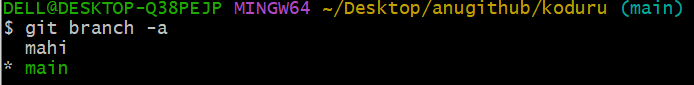 DELL@DESKTOP-Q38PEJP MINGW64 ~/Desktop/anugithub/koduru (main)
$ git branch -a
  mahi
* main